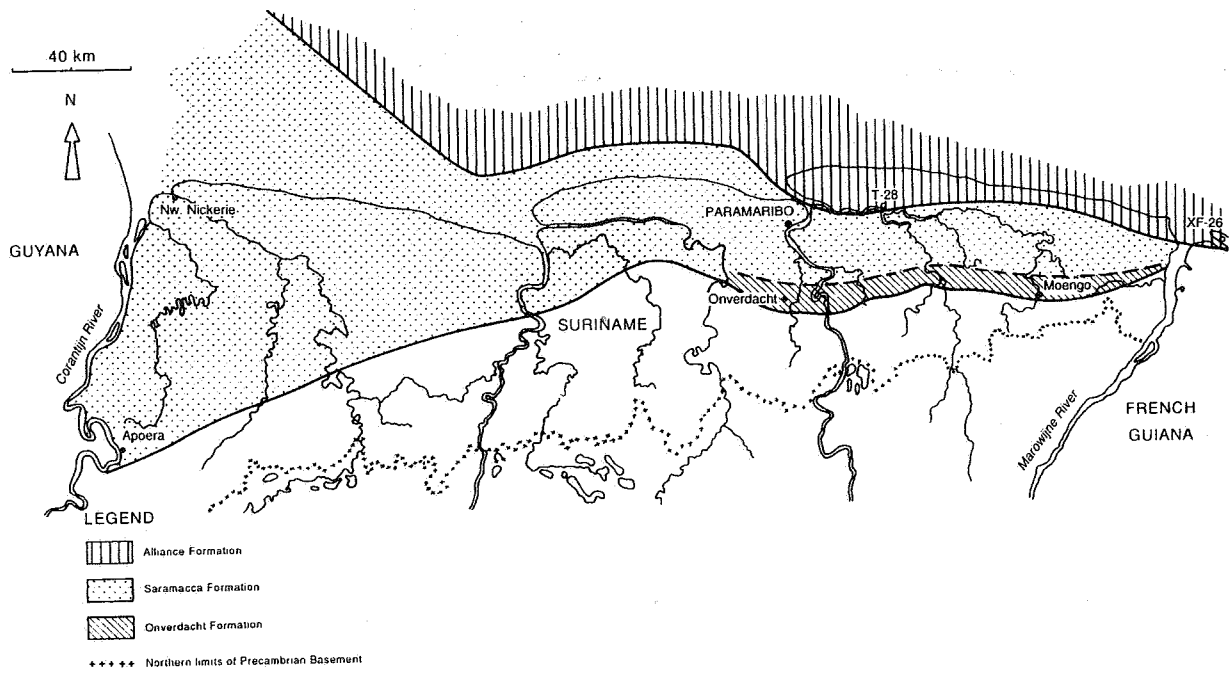 40 km
N
Nw. Nickerie
T-28
PARAMARIBO
XF-26
GUYANA
Moengo
Onverdacht
SURINAME
Corantijn River
FRENCH
GUIANA
Marowijne River
Apoera
LEGEND
Alliance Formation
Saramacca Formation
Onverdacht Formation
Northern limits of Precambrian Basement